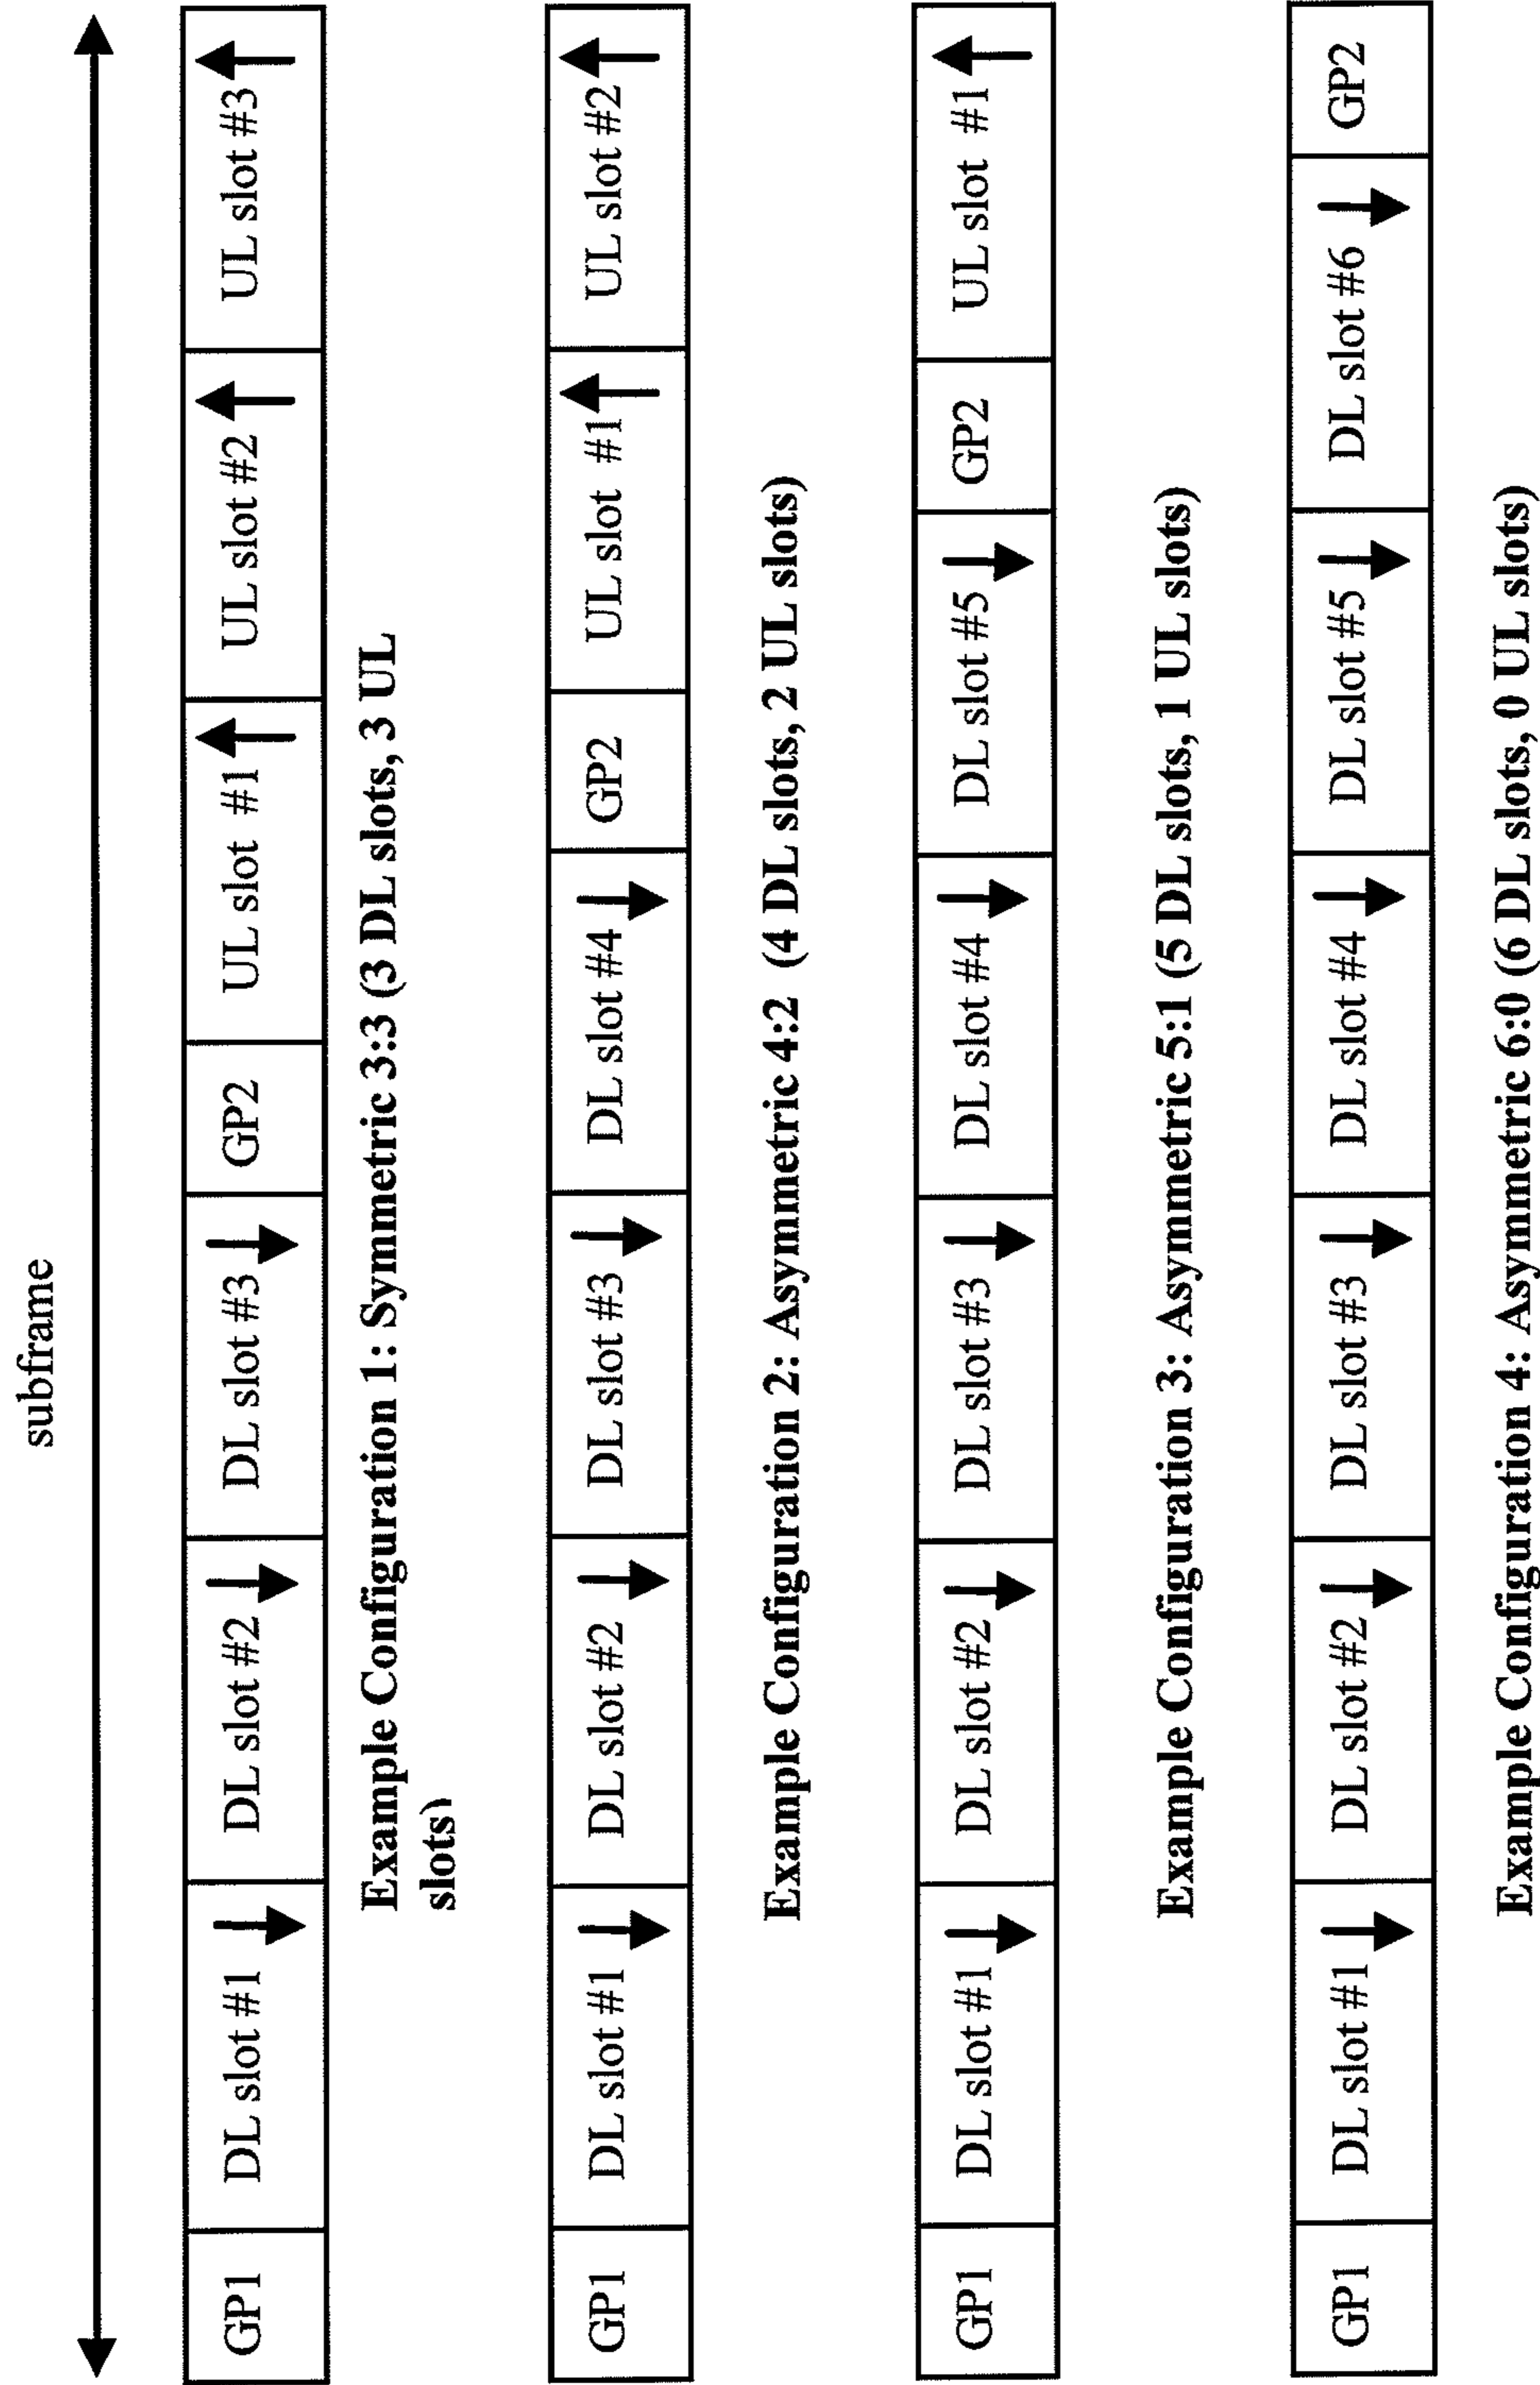 subframe
GP1 DL slot #1 DL slot #2 DL slot #3 GP2 UL slot #1 UL slot #2 UL slot #3
Example Configuration 1: Symmetric 3:3 (3 DL slots, 3 UL
slots)
GP1 DL slot #1 DL slot #2 DL slot #3 DL slot #4 GP2 UL slot #1 UL slot #2
Example Configuration 2: Asymmetric 4:2 (4 DL slots, 2 UL slots)
GP1 DL slot #1 DL slot #2 DL slot #3 DL slot #4 DL slot #5 GP2 UL slot #1
Example Configuration 3: Asymmetric 5:1 (5 DL slots, 1 UL slots)
GP1 DL slot #1 DL slot #2 DL slot #3 DL slot #4 DL slot #5 DL slot #6 GP2
Example Configuration 4: Asymmetric 6:0 (6 DL slots, 0 UL slots)